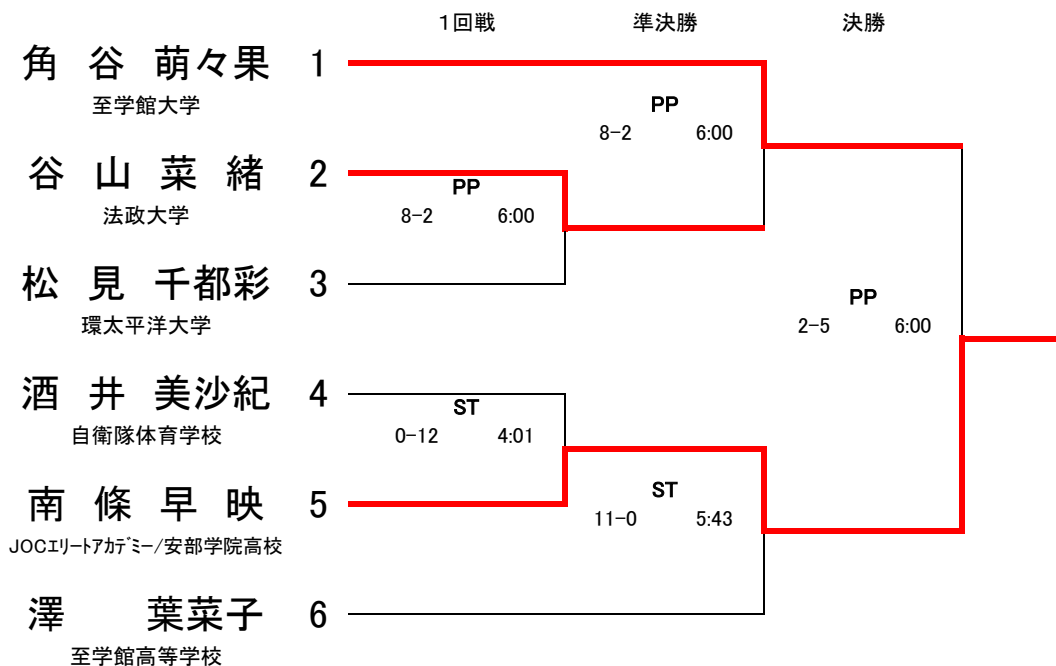 1回戦 準決勝 決勝
角 谷 萌々果 1
至学館大学
PP
8-2 6:00
谷 山 菜 緒 2
法政大学
PP
8-2 6:00
松 見 千都彩 3
環太平洋大学
PP
2-5 6:00
酒 井 美沙紀 4
自衛隊体育学校
ST
0-12 4:01
南 條 早 映 5
JOCエリートアカデミー/安部学院高校
ST
11-0 5:43
澤 葉菜子 6
至学館高等学校